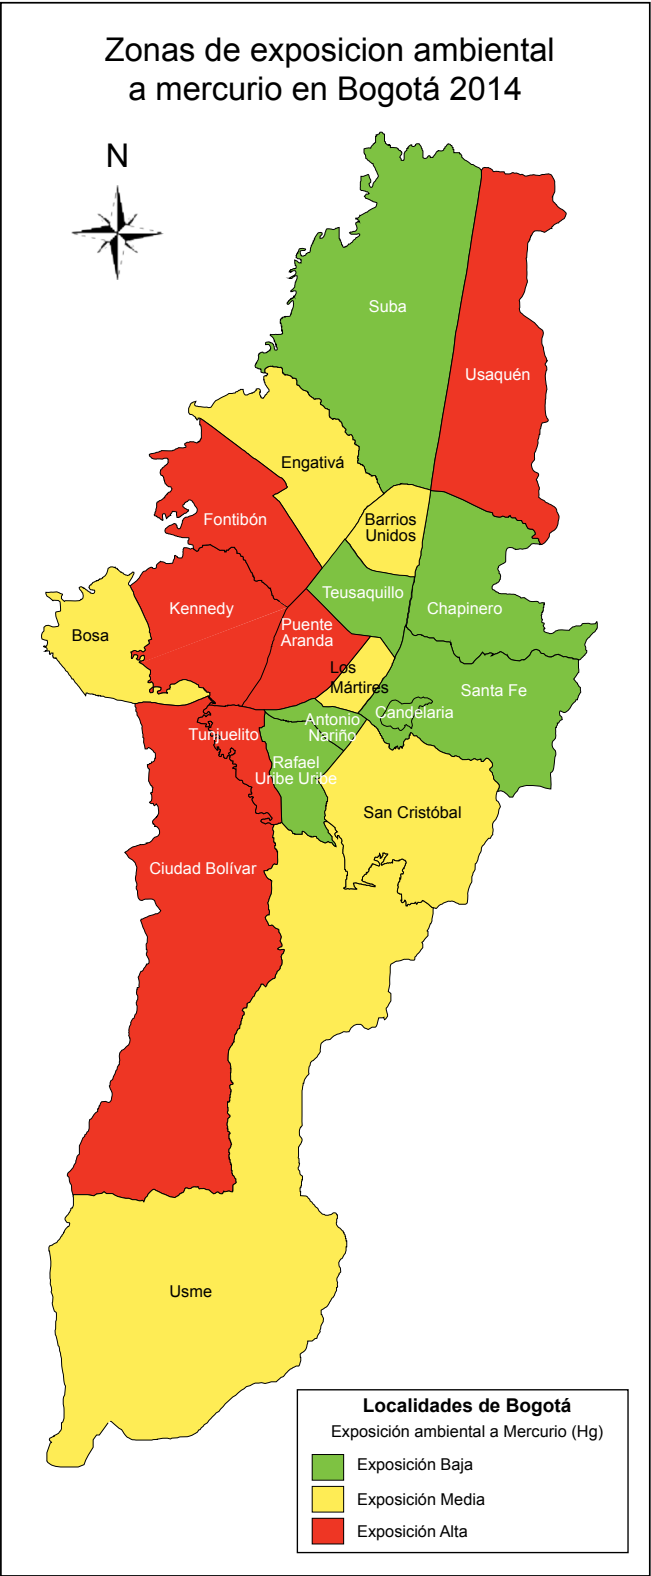 Zonas de exposicion ambiental
a mercurio en Bogotá 2014
N
Suba
Usaquén
Engativá
Fontibón
Barrios
Unidos
Teusaquillo
Chapinero
Kennedy
Puente
Aranda
Bosa
Los
Mártires
Santa Fe
Candelaria
Antonio
Nariño
Tunjuelito
Rafael
Uribe Uribe
San Cristóbal
Ciudad Bolívar
Usme
Localidades de Bogotá
Exposición ambiental a Mercurio (Hg)
Exposición Baja
Exposición Media
Exposición Alta